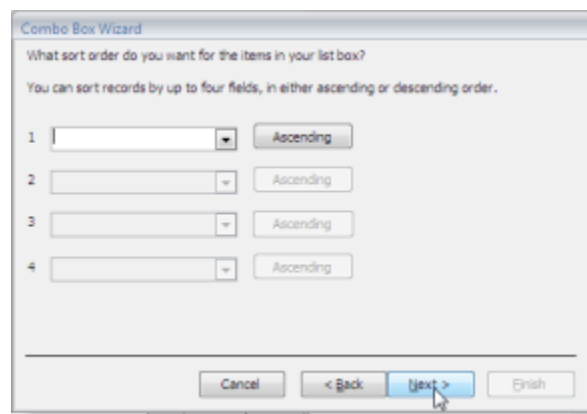 Combo Box Wizard
What sort order do you want for the items in your list box?
You can sort records by up to four fields, in either ascending or descending order.
1 Ascending
2 Ascending
3 Ascending
4 Ascending
Cancel < Back Next > Finish